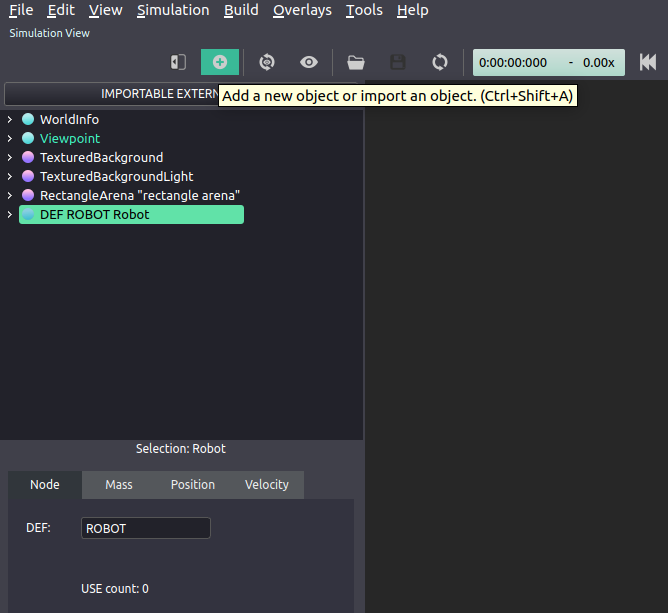 File Edit View Simulation Build Overlays Tools Help
Simulation View
0:00:00:000 - 0.00x
IMPORTABLE EXTERN
Add a new object or import an object. (Ctrl+Shift+A)
WorldInfo
Viewpoint
TexturedBackground
TexturedBackgroundLight
RectangleArena "rectangle arena"
DEF ROBOT Robot
Selection: Robot
Node Mass Position Velocity
DEF: ROBOT
USE count: 0